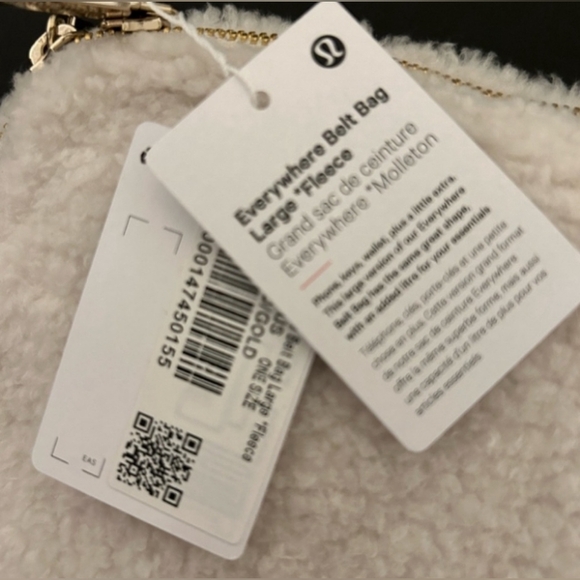 Everywhere Belt Bag
Large *Fleece
Grand sac de ceinture
Everywhere *Molleton
Phone, keys, wallet, plus a little extra.
This large version of our Everywhere
Belt Bag has the same great shape,
with an added litre for your essentials
Téléphone, clés, porte-clés et une petite
chose en plus. Cette version grand format
de notre sac de ceinture Everywhere
offre la même superbe forme, mais aussi
une capacité d'un litre de plus pour vos
articles essentiels
00147450155
GOLD
Belt Bag Large *Fleece
ONE SIZE
EAS